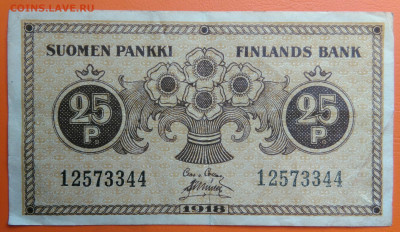 COINS.LAVE.RU
SUOMEN PANKKI FINLANDS BANK
25 P. 25 P.
12573344 12573344
1918